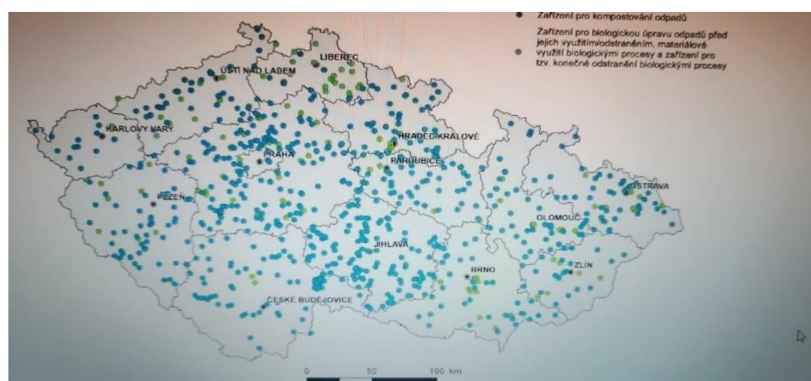 Zařízení pro kompostování odpadů
Zařízení pro biologickou úpravu odpadů před
jejich využitím/odstraněním, materiálové
využití biologickými procesy a zařízení pro
tzv. konečné odstranění biologickými procesy
LIBEREC
ÚSTÍ NAD LABEM
KARLOVY VARY
HRADEC KRÁLOVÉ
PRAHA
PARDUBICE
OSTRAVA
PLZEŇ
OLOMOUC
JIHLAVA
ZLÍN
BRNO
ČESKÉ BUDĚJOVICE
0 50 100 km